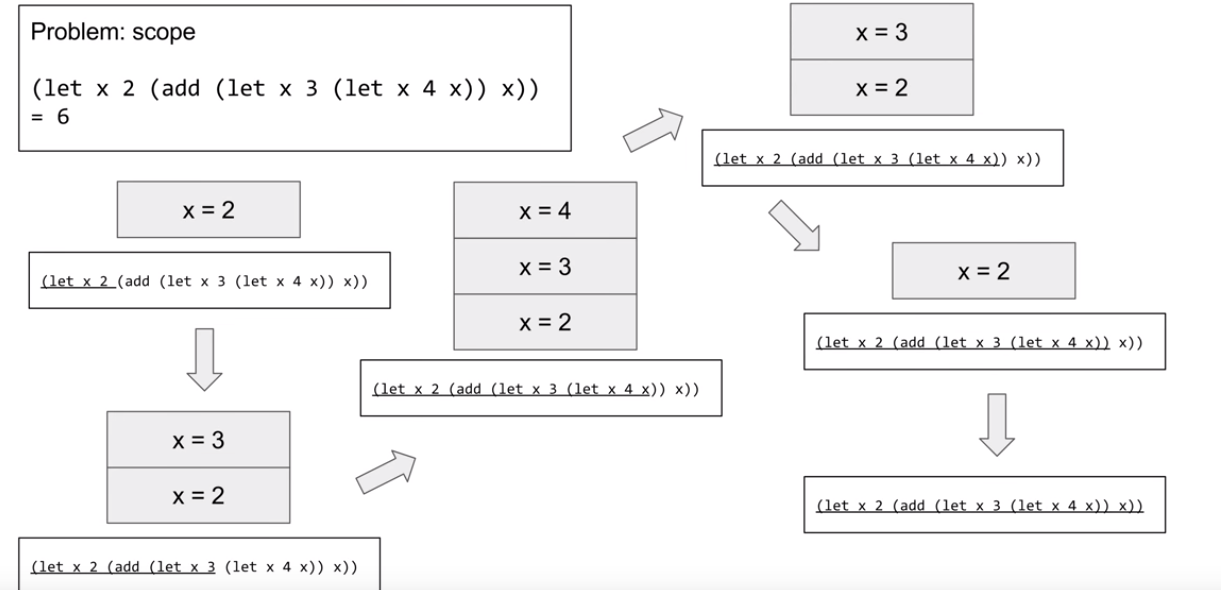 Problem: scope
(let x 2 (add (let x 3 (let x 4 x)) x))
= 6
x = 2
(let x 2 (add (let x 3 (let x 4 x)) x))
x = 3
x = 2
(let x 2 (add (let x 3 (let x 4 x)) x))
x = 4
x = 3
x = 2
(let x 2 (add (let x 3 (let x 4 x)) x))
x = 3
x = 2
(let x 2 (add (let x 3 (let x 4 x)) x))
x = 2
(let x 2 (add (let x 3 (let x 4 x)) x))
(let x 2 (add (let x 3 (let x 4 x)) x))